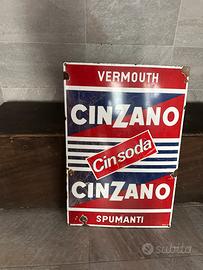 VERMOUTH
CINZANO
Cinsoda
CINZANO
SPUMANTI
subito